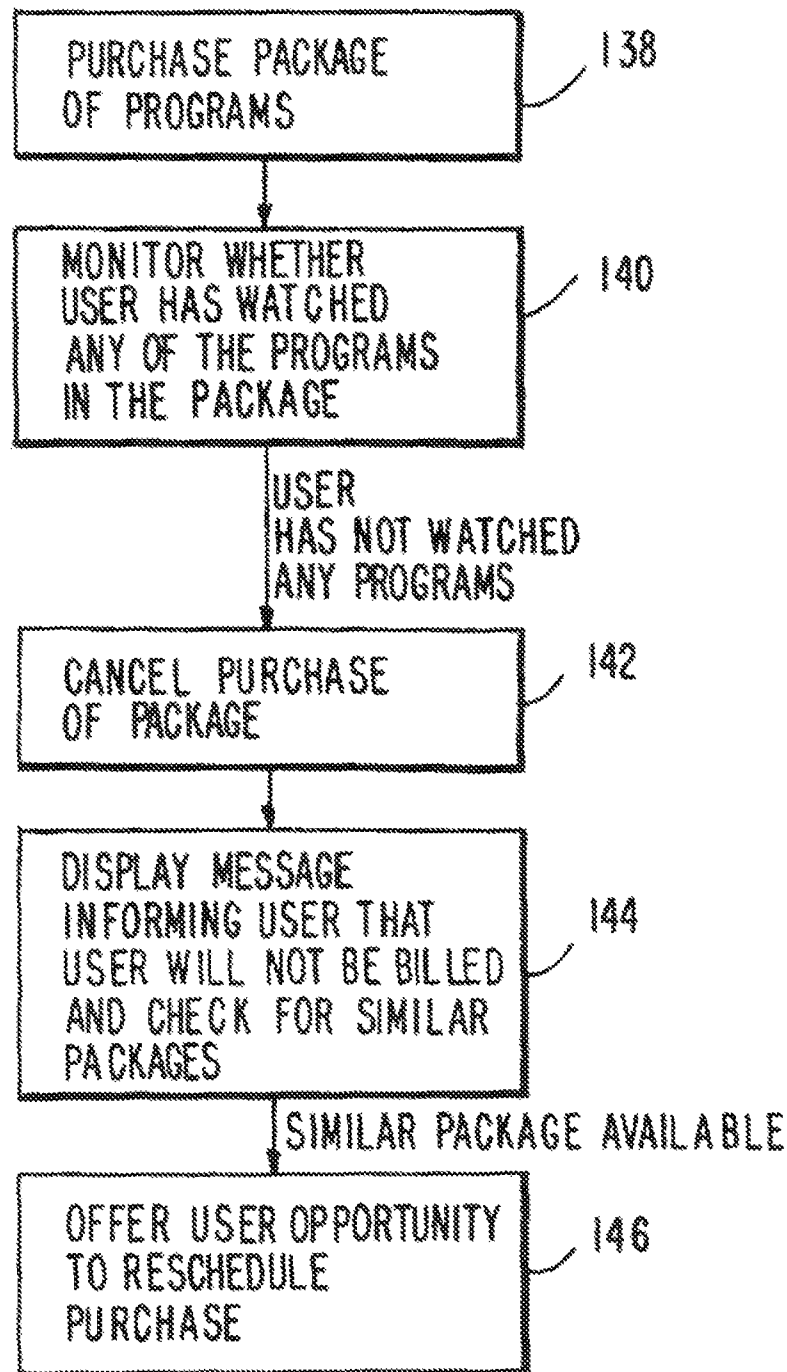 PURCHASE PACKAGE
OF PROGRAMS
138
MONITOR WHETHER
USER HAS WATCHED
ANY OF THE PROGRAMS
IN THE PACKAGE
140
USER
HAS NOT WATCHED
ANY PROGRAMS
CANCEL PURCHASE
OF PACKAGE
142
DISPLAY MESSAGE
INFORMING USER THAT
USER WILL NOT BE BILLED
AND CHECK FOR SIMILAR
PACKAGES
144
SIMILAR PACKAGE AVAILABLE
OFFER USER OPPORTUNITY
TO RESCHEDULE
PURCHASE
146